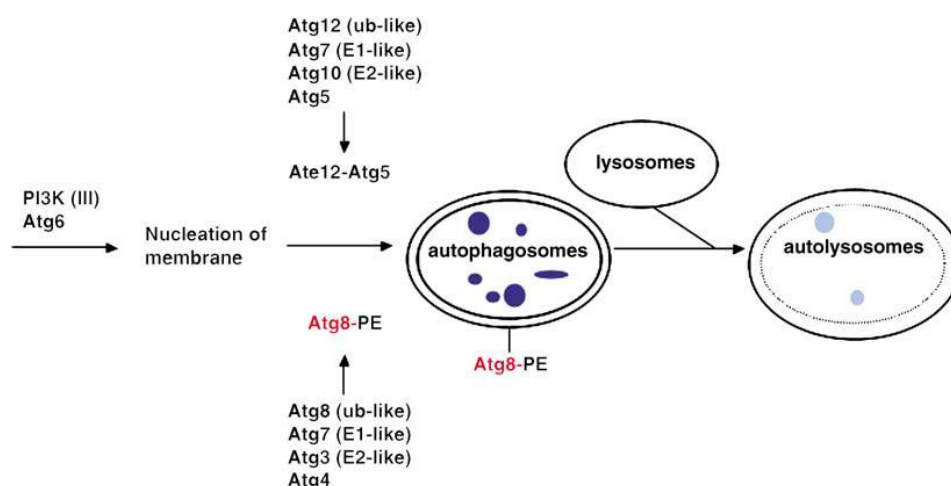 Atg12 (ub-like)
Atg7 (E1-like)
Atg10 (E2-like)
Atg5
Ate12-Atg5
lysosomes
PI3K (III)
Atg6
Nucleation of
membrane
autophagosomes
autolysosomes
Atg8-PE
Atg8-PE
Atg8 (ub-like)
Atg7 (E1-like)
Atg3 (E2-like)
Atg4